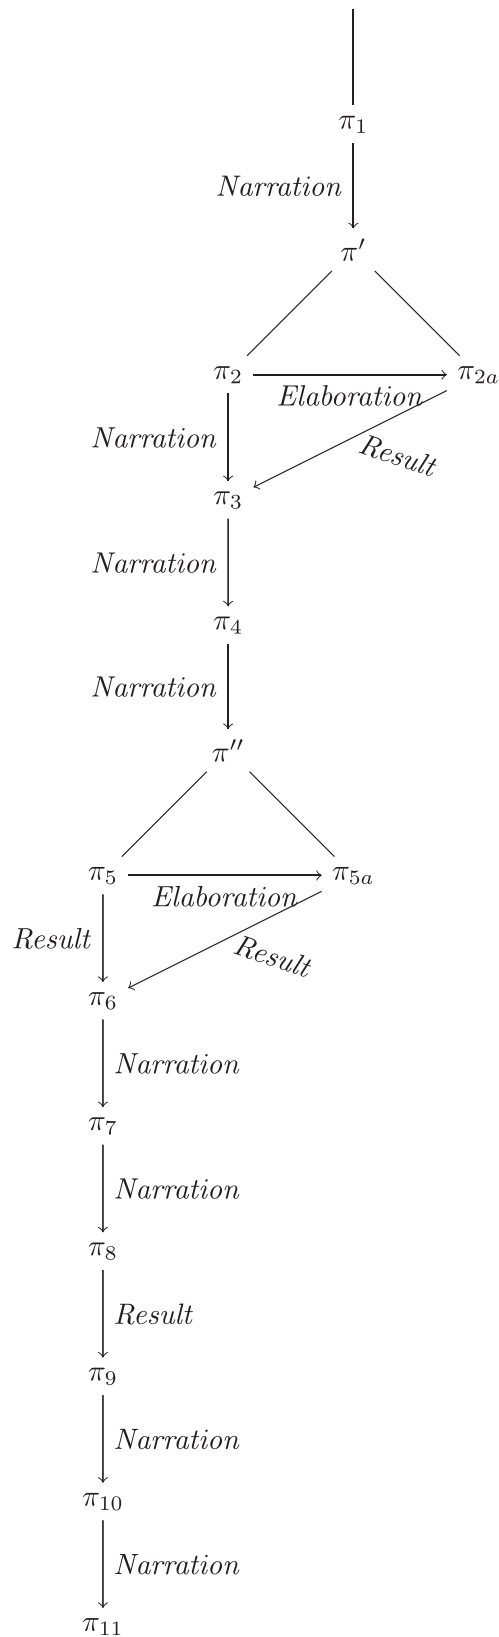 π₁
Narration
π′
π₂ π₂ₐ
Elaboration
Narration
Result
π₃
Narration
π₄
Narration
π″
π₅ π₅ₐ
Elaboration
Result
Result
π₆
Narration
π₇
Narration
π₈
Result
π₉
Narration
π₁₀
Narration
π₁₁